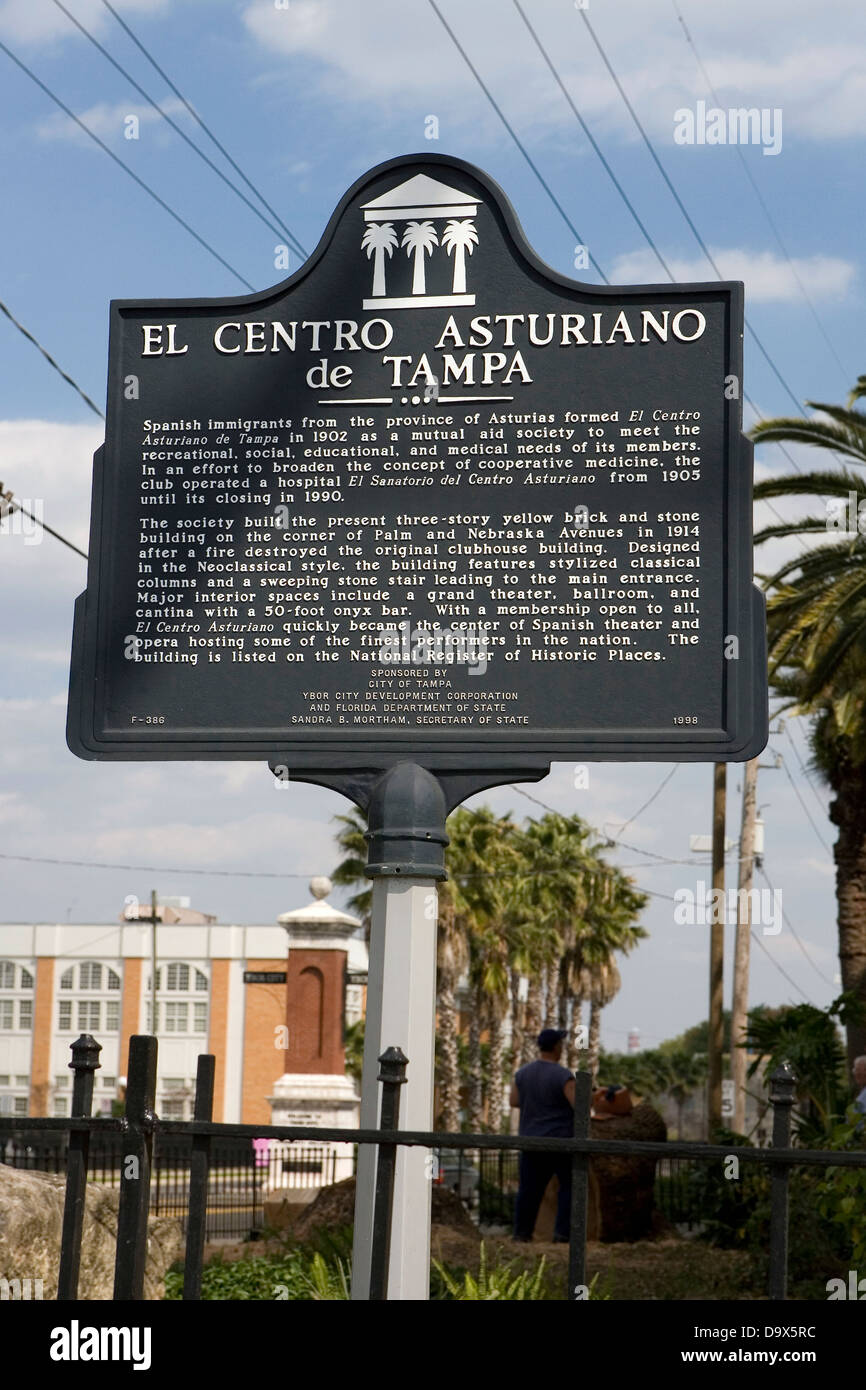 EL CENTRO ASTURIANO
de TAMPA
Spanish immigrants from the province of Asturias formed El Centro
Asturiano de Tampa in 1902 as a mutual aid society to meet the
recreational, social, educational, and medical needs of its members.
In an effort to broaden the concept of cooperative medicine, the
club operated a hospital El Sanatorio del Centro Asturiano from 1905
until its closing in 1990.
The society built the present three-story yellow brick and stone
building on the corner of Palm and Nebraska Avenues in 1914
after a fire destroyed the original clubhouse building. Designed
in the Neoclassical style, the building features stylized classical
columns and a sweeping stone stair leading to the main entrance.
Major interior spaces include a grand theater, ballroom, and
cantina with a 50-foot onyx bar. With a membership open to all,
El Centro Asturiano quickly became the center of Spanish theater and
opera hosting some of the finest performers in the nation. The
building is listed on the National Register of Historic Places.
SPONSORED BY
CITY OF TAMPA
YBOR CITY DEVELOPMENT CORPORATION
AND FLORIDA DEPARTMENT OF STATE
F-386 SANDRA B. MORTHAM, SECRETARY OF STATE 1998
YBOR CITY
alamy
a alamy stock photo
D9X5RC
www.alamy.com